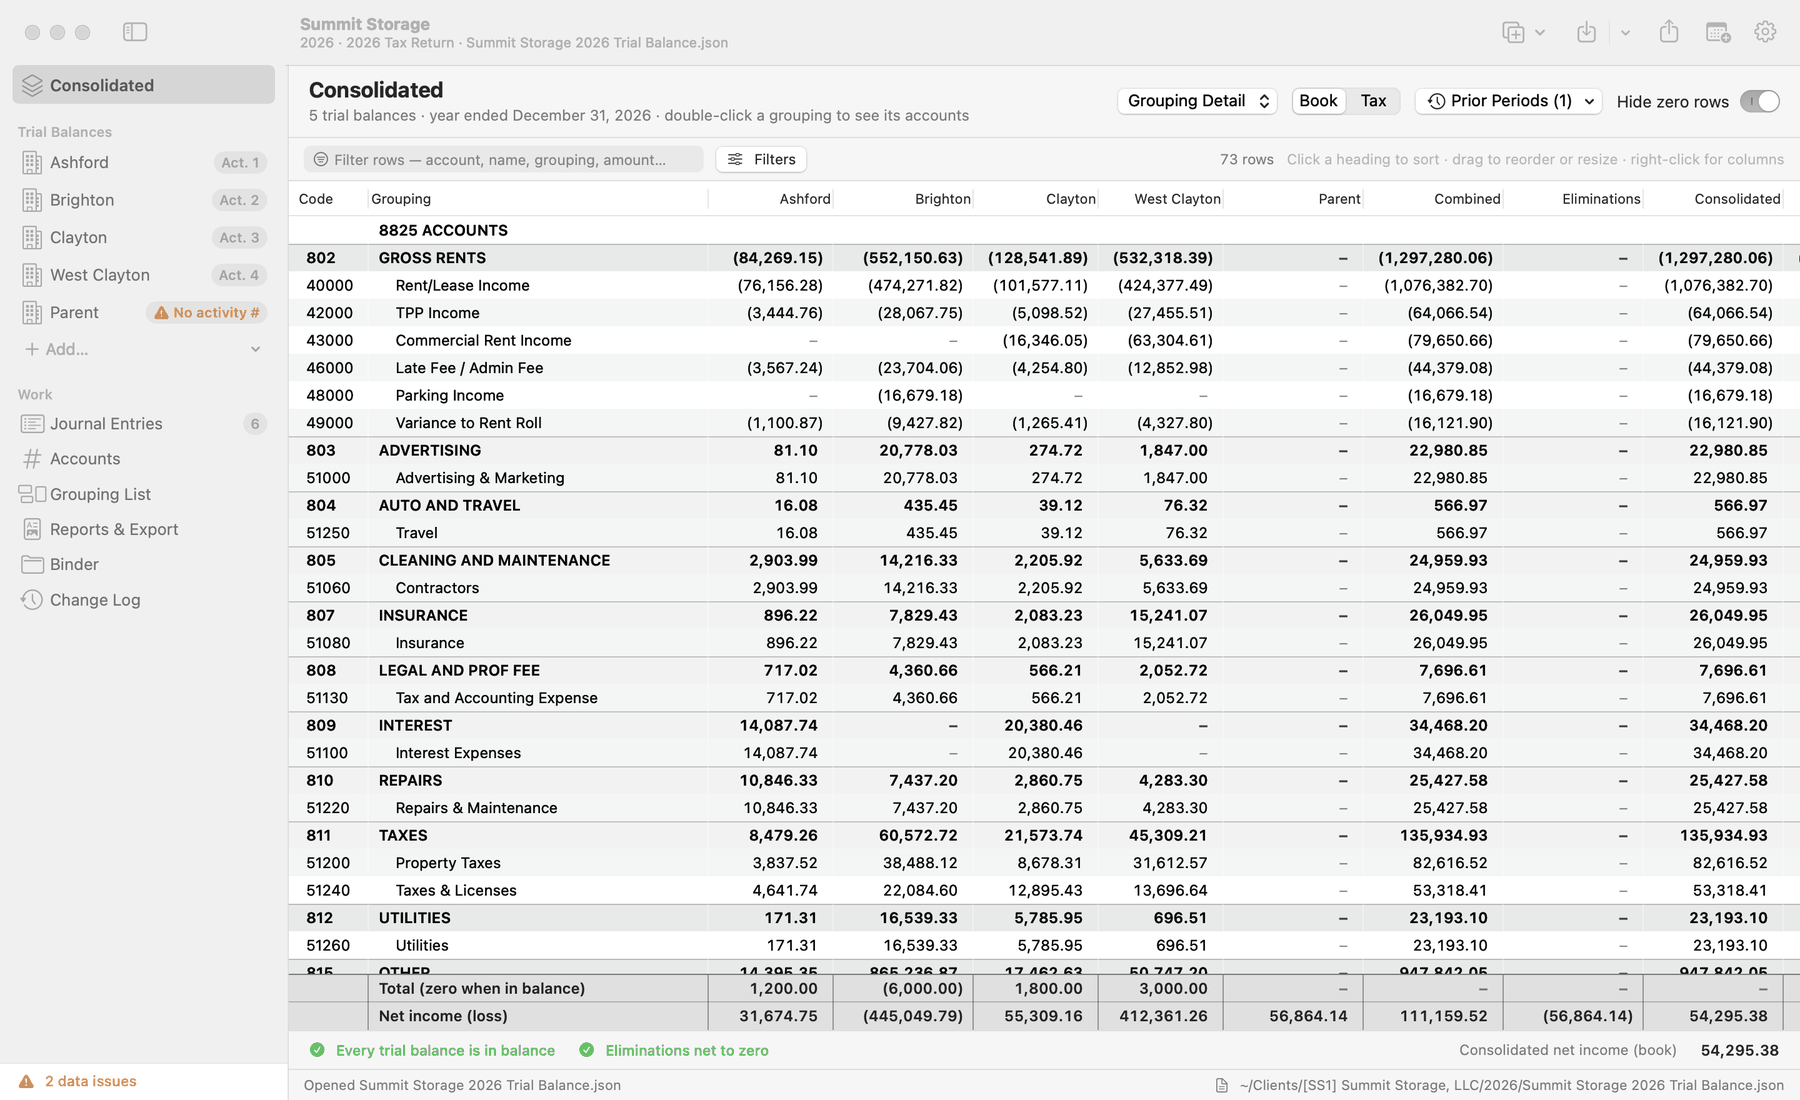 Summit Storage
2026 · 2026 Tax Return · Summit Storage 2026 Trial Balance.json
Consolidated
Trial Balances
Ashford Act. 1
Brighton Act. 2
Clayton Act. 3
West Clayton Act. 4
Parent No activity #
Add...
Work
Journal Entries 6
Accounts
Grouping List
Reports & Export
Binder
Change Log
2 data issues
Consolidated
5 trial balances · year ended December 31, 2026 · double-click a grouping to see its accounts
Grouping Detail Book Tax Prior Periods (1) Hide zero rows
Filter rows — account, name, grouping, amount... Filters 73 rows Click a heading to sort · drag to reorder or resize · right-click for columns
Code Grouping Ashford Brighton Clayton West Clayton Parent Combined Eliminations Consolidated
8825 ACCOUNTS
802 GROSS RENTS (84,269.15) (552,150.63) (128,541.89) (532,318.39) – (1,297,280.06) – (1,297,280.06)
40000 Rent/Lease Income (76,156.28) (474,271.82) (101,577.11) (424,377.49) – (1,076,382.70) – (1,076,382.70)
42000 TPP Income (3,444.76) (28,067.75) (5,098.52) (27,455.51) – (64,066.54) – (64,066.54)
43000 Commercial Rent Income – – (16,346.05) (63,304.61) – (79,650.66) – (79,650.66)
46000 Late Fee / Admin Fee (3,567.24) (23,704.06) (4,254.80) (12,852.98) – (44,379.08) – (44,379.08)
48000 Parking Income – (16,679.18) – – – (16,679.18) – (16,679.18)
49000 Variance to Rent Roll (1,100.87) (9,427.82) (1,265.41) (4,327.80) – (16,121.90) – (16,121.90)
803 ADVERTISING 81.10 20,778.03 274.72 1,847.00 – 22,980.85 – 22,980.85
51000 Advertising & Marketing 81.10 20,778.03 274.72 1,847.00 – 22,980.85 – 22,980.85
804 AUTO AND TRAVEL 16.08 435.45 39.12 76.32 – 566.97 – 566.97
51250 Travel 16.08 435.45 39.12 76.32 – 566.97 – 566.97
805 CLEANING AND MAINTENANCE 2,903.99 14,216.33 2,205.92 5,633.69 – 24,959.93 – 24,959.93
51060 Contractors 2,903.99 14,216.33 2,205.92 5,633.69 – 24,959.93 – 24,959.93
807 INSURANCE 896.22 7,829.43 2,083.23 15,241.07 – 26,049.95 – 26,049.95
51080 Insurance 896.22 7,829.43 2,083.23 15,241.07 – 26,049.95 – 26,049.95
808 LEGAL AND PROF FEE 717.02 4,360.66 566.21 2,052.72 – 7,696.61 – 7,696.61
51130 Tax and Accounting Expense 717.02 4,360.66 566.21 2,052.72 – 7,696.61 – 7,696.61
809 INTEREST 14,087.74 – 20,380.46 – – 34,468.20 – 34,468.20
51100 Interest Expenses 14,087.74 – 20,380.46 – – 34,468.20 – 34,468.20
810 REPAIRS 10,846.33 7,437.20 2,860.75 4,283.30 – 25,427.58 – 25,427.58
51220 Repairs & Maintenance 10,846.33 7,437.20 2,860.75 4,283.30 – 25,427.58 – 25,427.58
811 TAXES 8,479.26 60,572.72 21,573.74 45,309.21 – 135,934.93 – 135,934.93
51200 Property Taxes 3,837.52 38,488.12 8,678.31 31,612.57 – 82,616.52 – 82,616.52
51240 Taxes & Licenses 4,641.74 22,084.60 12,895.43 13,696.64 – 53,318.41 – 53,318.41
812 UTILITIES 171.31 16,539.33 5,785.95 696.51 – 23,193.10 – 23,193.10
51260 Utilities 171.31 16,539.33 5,785.95 696.51 – 23,193.10 – 23,193.10
815 OTHER 14,395.35 865,236.87 17,462.63 50,747.20 – 947,842.05 – 947,842.05
Total (zero when in balance) 1,200.00 (6,000.00) 1,800.00 3,000.00 – – – –
Net income (loss) 31,674.75 (445,049.79) 55,309.16 412,361.26 56,864.14 111,159.52 (56,864.14) 54,295.38
Every trial balance is in balance Eliminations net to zero Consolidated net income (book) 54,295.38
Opened Summit Storage 2026 Trial Balance.json ~/Clients/[SS1] Summit Storage, LLC/2026/Summit Storage 2026 Trial Balance.json